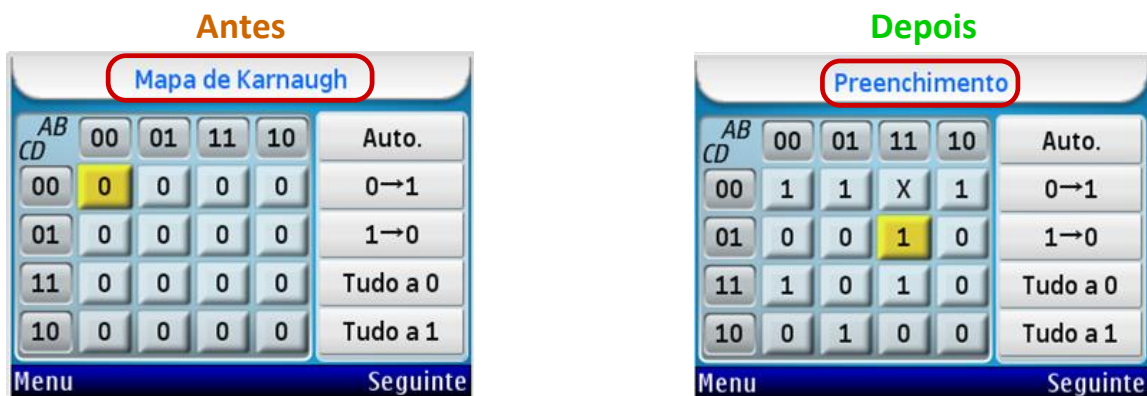 Antes
Mapa de Karnaugh
AB
CD
00 01 11 10 Auto.
00 0 0 0 0 0→1
01 0 0 0 0 1→0
11 0 0 0 0 Tudo a 0
10 0 0 0 0 Tudo a 1
Menu Seguinte
Depois
Preenchimento
AB
CD
00 01 11 10 Auto.
00 1 1 X 1 0→1
01 0 0 1 0 1→0
11 1 0 1 0 Tudo a 0
10 0 1 0 0 Tudo a 1
Menu Seguinte